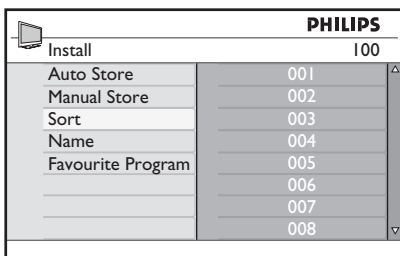 PHILIPS
Install 100
Auto Store 001
Manual Store 002
Sort 003
Name 004
Favourite Program 005
006
007
008